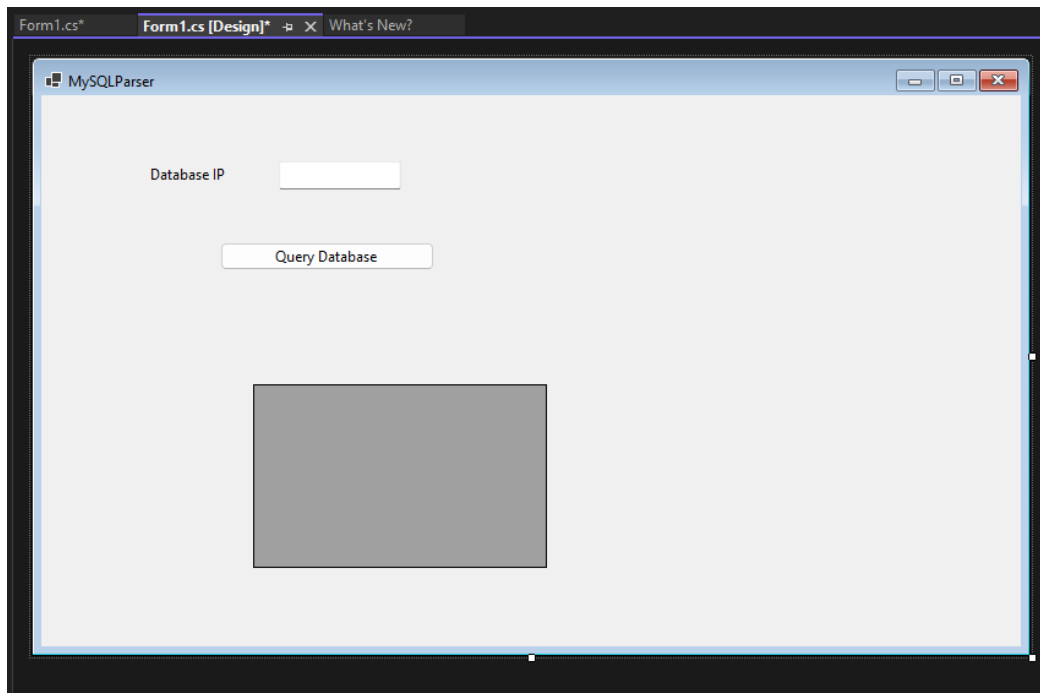 Form1.cs* Form1.cs [Design]* What's New?
MySQLParser
Database IP
Query Database